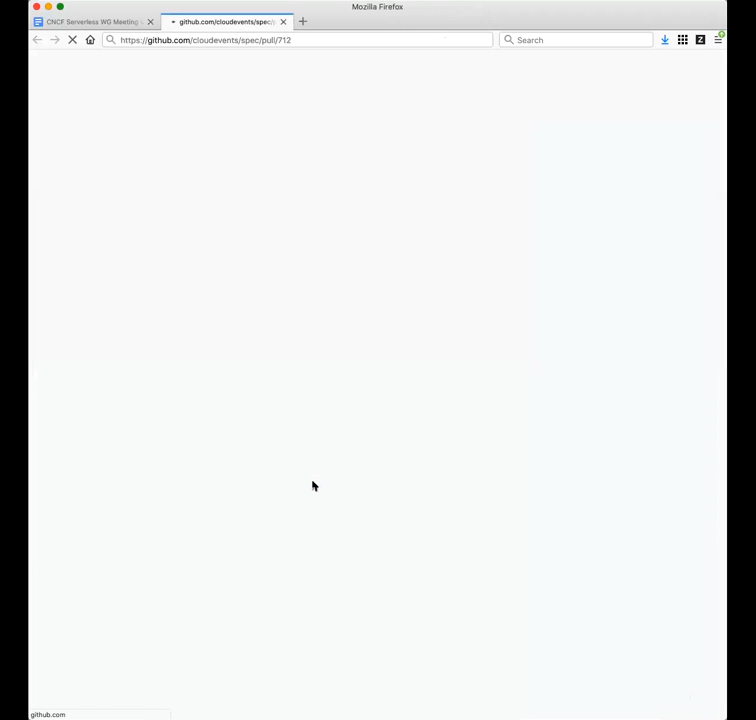 Mozilla Firefox
CNCF Serverless WG Meeting
github.com/cloudevents/spec/
https://github.com/cloudevents/spec/pull/712
Search
Z
github.com